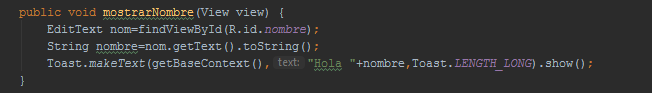 public void mostrarNombre(View view) {
EditText nom=findViewById(R.id.nombre);
String nombre=nom.getText().toString();
Toast.makeText(getBaseContext(), text: "Hola "+nombre,Toast.LENGTH_LONG).show();
}